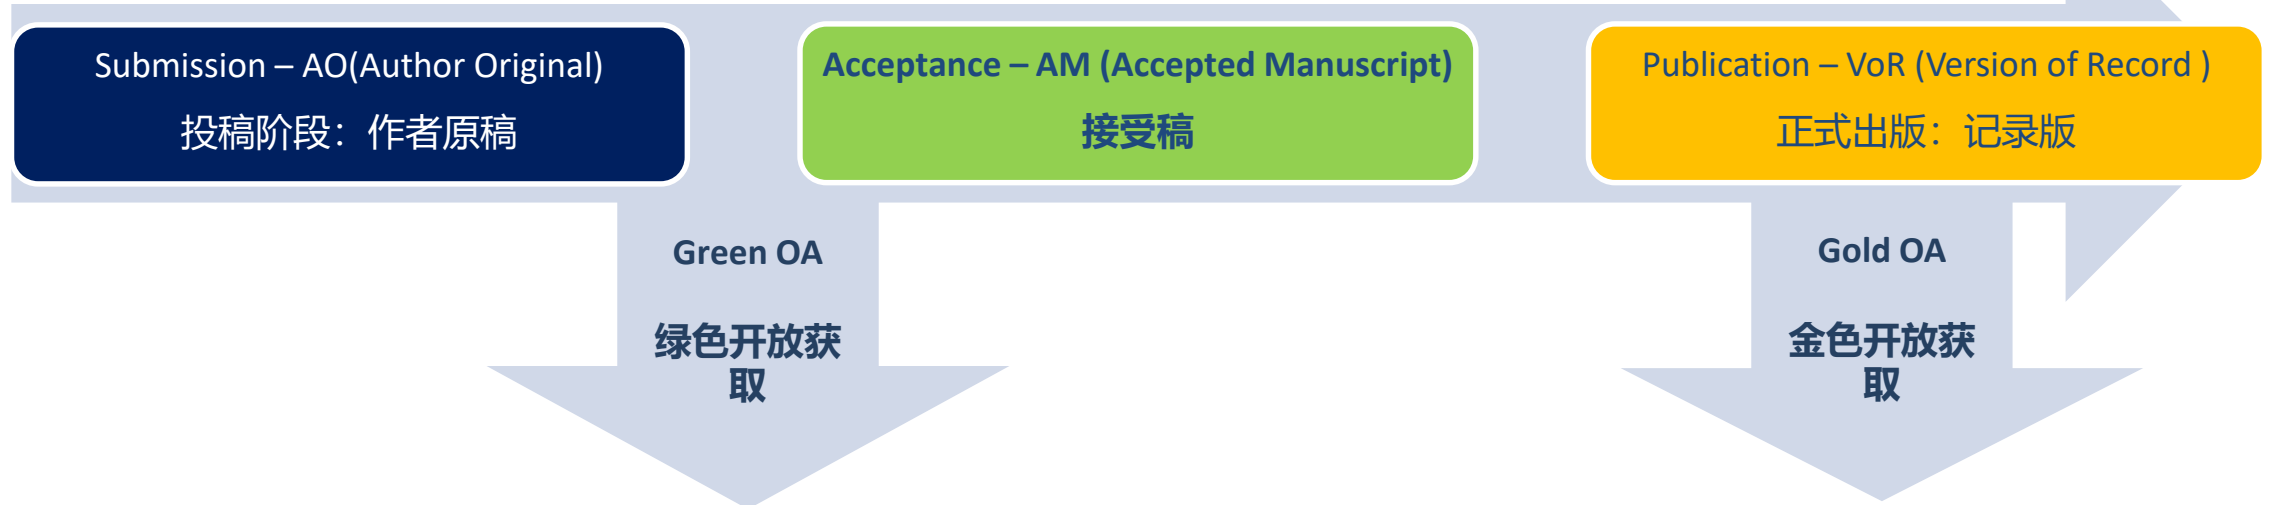 Submission – AO(Author Original)
投稿阶段：作者原稿
Acceptance – AM (Accepted Manuscript)
接受稿
Publication – VoR (Version of Record )
正式出版：记录版
Green OA
绿色开放获
取
Gold OA
金色开放获
取